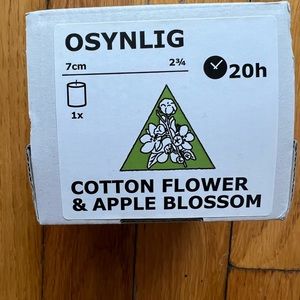 OSYNLIG
7cm 2¾
20h
1x
COTTON FLOWER
& APPLE BLOSSOM